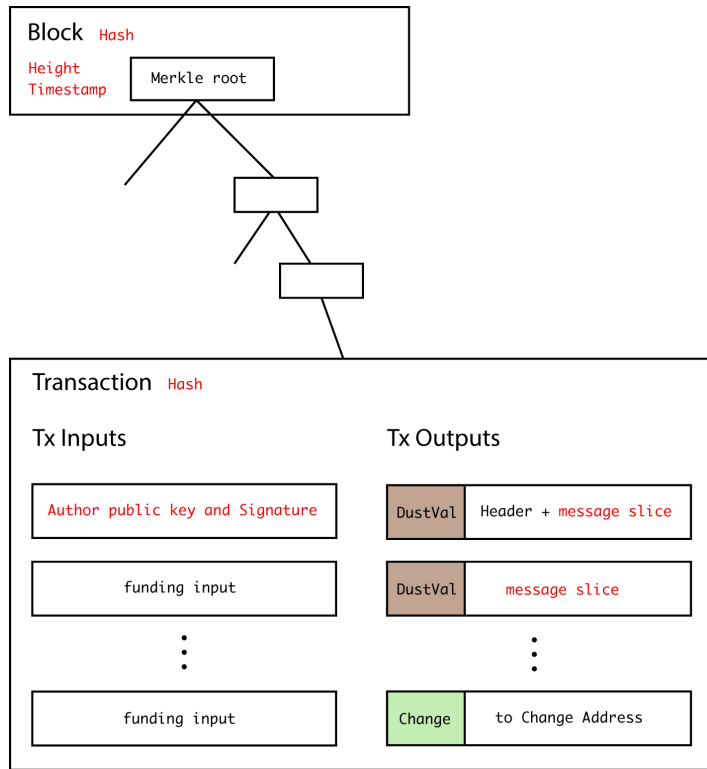 Block Hash
Height
Timestamp
Merkle root
Transaction Hash
Tx Inputs
Tx Outputs
Author public key and Signature
DustVal
Header + message slice
funding input
DustVal
message slice
funding input
Change
to Change Address